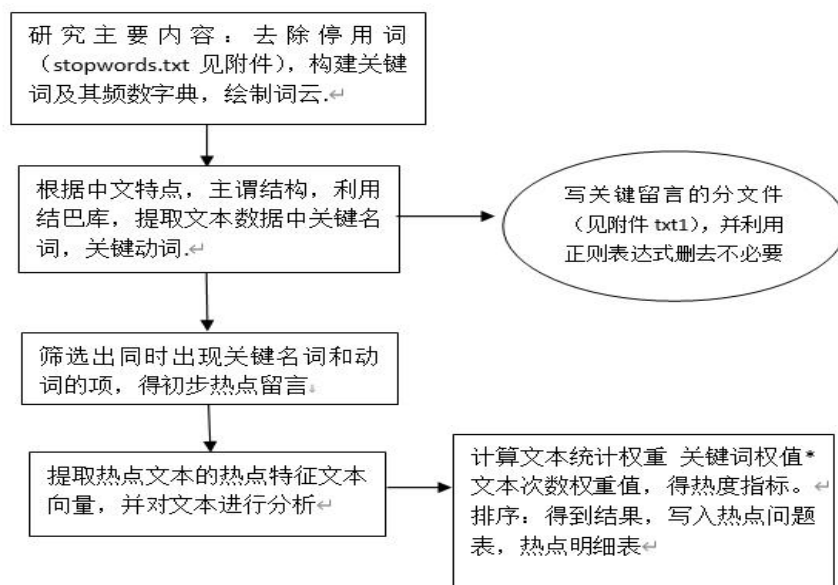 研究主要内容：去除停用词
（stopwords.txt 见附件），构建关键
词及其频数字典，绘制词云.↵
根据中文特点，主谓结构，利用
结巴库，提取文本数据中关键名
词，关键动词.↵
写关键留言的分文件
（见附件 txt1），并利用
正则表达式删去不必要
筛选出同时出现关键名词和动
词的项，得初步热点留言↓
提取热点文本的热点特征文本
向量，并对文本进行分析↵
计算文本统计权重 关键词权值*
文本次数权重值，得热度指标。↵
排序：得到结果，写入热点问题
表，热点明细表↵